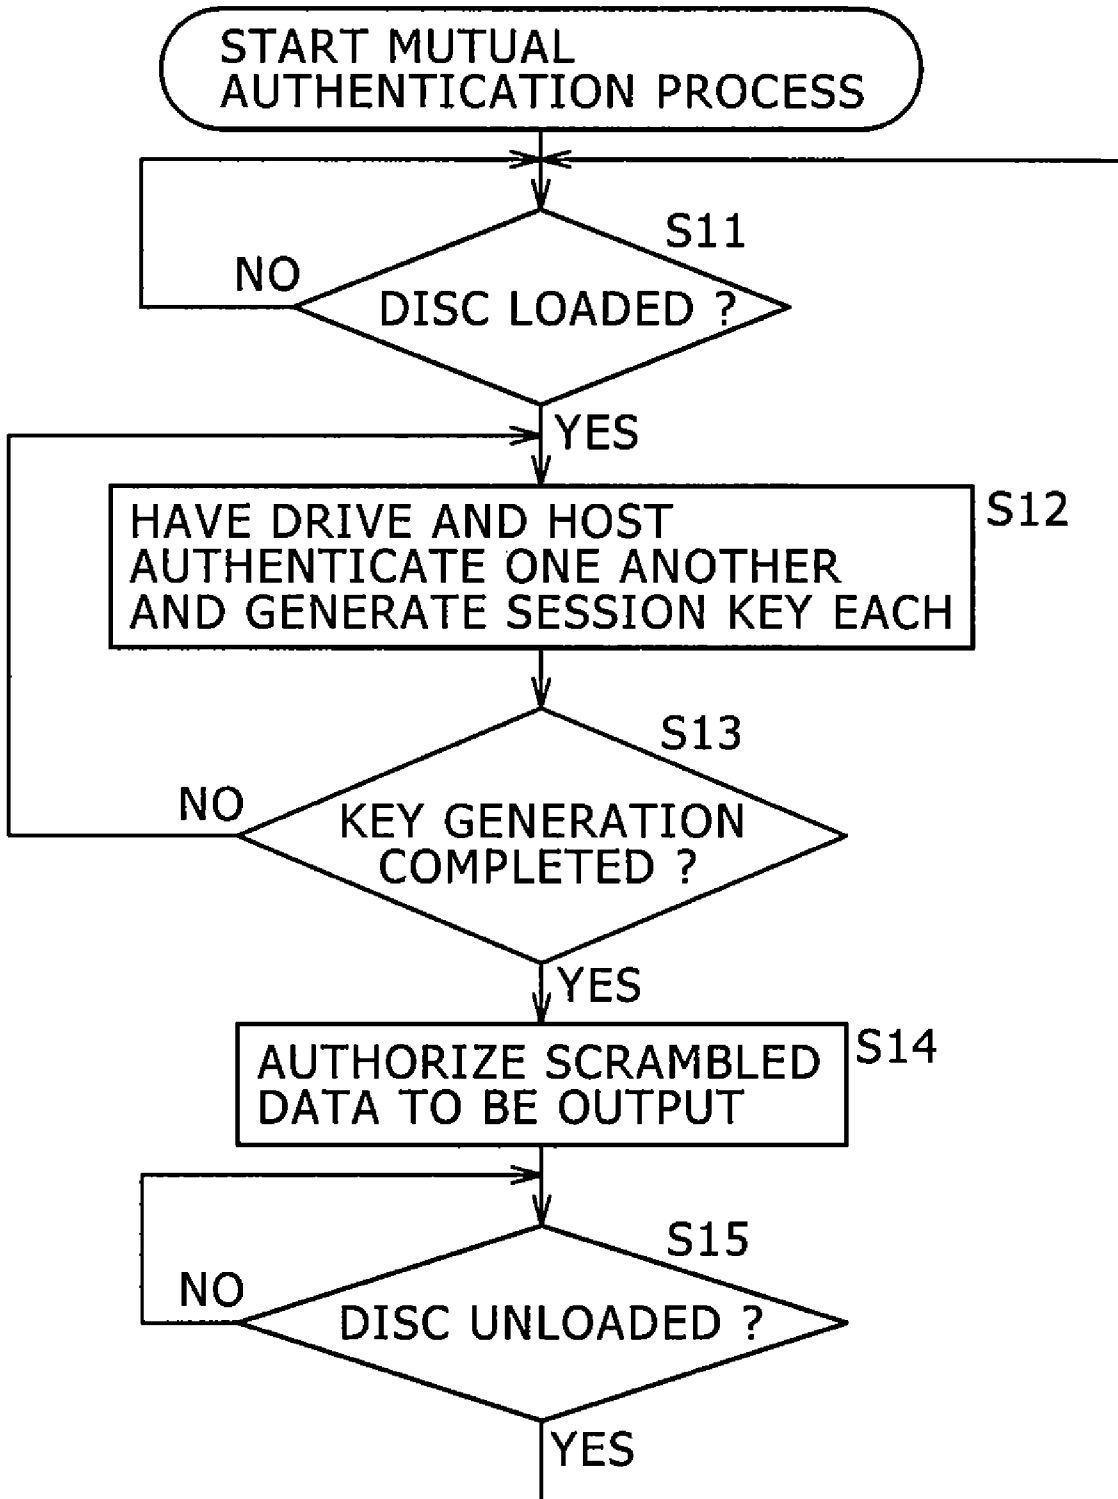 START MUTUAL
AUTHENTICATION PROCESS
S11
NO
DISC LOADED ?
YES
S12
HAVE DRIVE AND HOST
AUTHENTICATE ONE ANOTHER
AND GENERATE SESSION KEY EACH
S13
NO
KEY GENERATION
COMPLETED ?
YES
S14
AUTHORIZE SCRAMBLED
DATA TO BE OUTPUT
S15
NO
DISC UNLOADED ?
YES